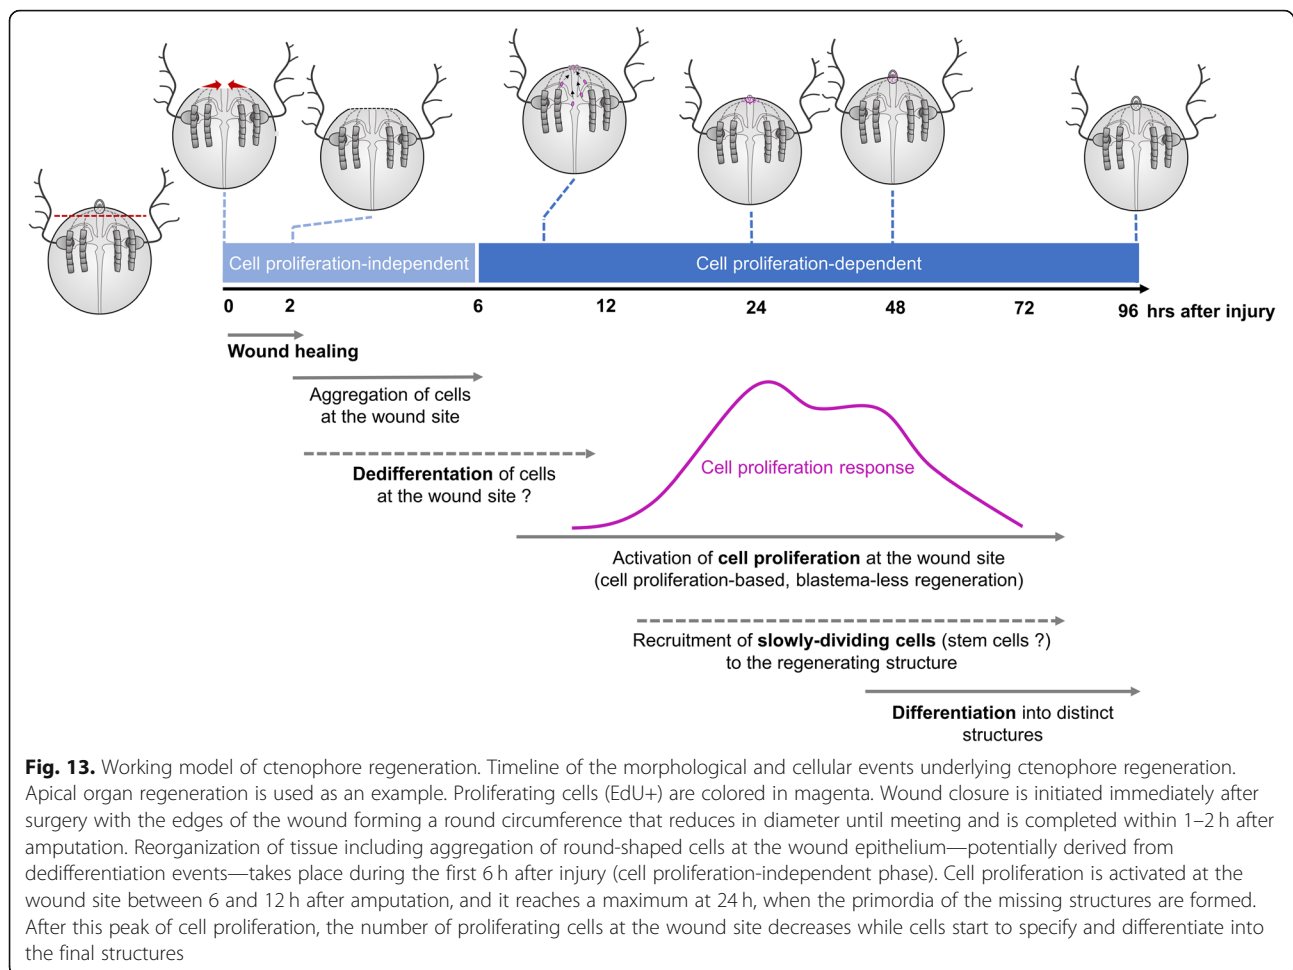 Cell proliferation-independent
Cell proliferation-dependent
0 2 6 12 24 48 72 96 hrs after injury
Wound healing
Aggregation of cells
at the wound site
Dedifferentation of cells
at the wound site ?
Cell proliferation response
Activation of cell proliferation at the wound site
(cell proliferation-based, blastema-less regeneration)
Recruitment of slowly-dividing cells (stem cells ?)
to the regenerating structure
Differentiation into distinct
structures
Fig. 13. Working model of ctenophore regeneration. Timeline of the morphological and cellular events underlying ctenophore regeneration.
Apical organ regeneration is used as an example. Proliferating cells (EdU+) are colored in magenta. Wound closure is initiated immediately after
surgery with the edges of the wound forming a round circumference that reduces in diameter until meeting and is completed within 1–2 h after
amputation. Reorganization of tissue including aggregation of round-shaped cells at the wound epithelium—potentially derived from
dedifferentiation events—takes place during the first 6 h after injury (cell proliferation-independent phase). Cell proliferation is activated at the
wound site between 6 and 12 h after amputation, and it reaches a maximum at 24 h, when the primordia of the missing structures are formed.
After this peak of cell proliferation, the number of proliferating cells at the wound site decreases while cells start to specify and differentiate into
the final structures